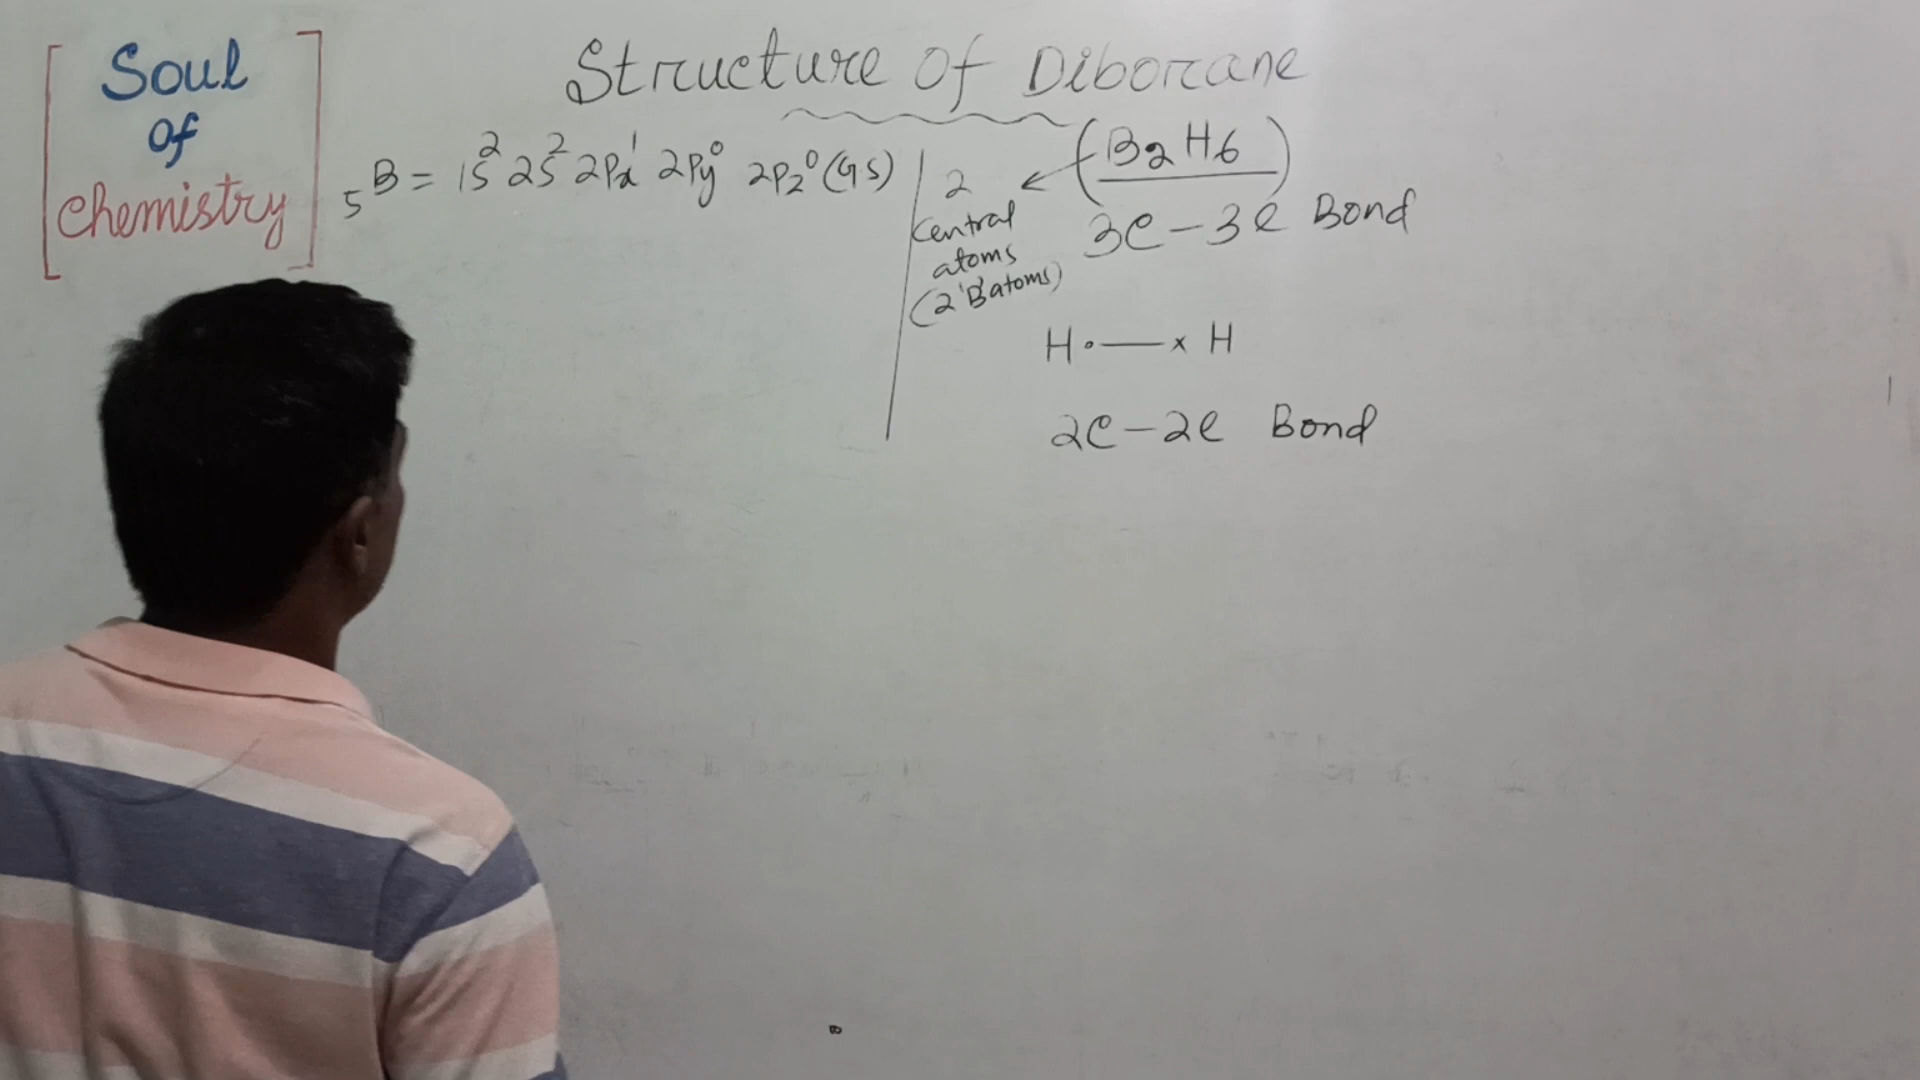 Soul
Of
Chemistry
Structure Of Diborane
(B₂H₆)
₅B = 1s² 2s² 2Px¹ 2Py⁰ 2Pz⁰ (GS)
2
Central
atoms
(2 'B' atoms)
3C - 3e Bond
H•—x H
2C - 2e Bond